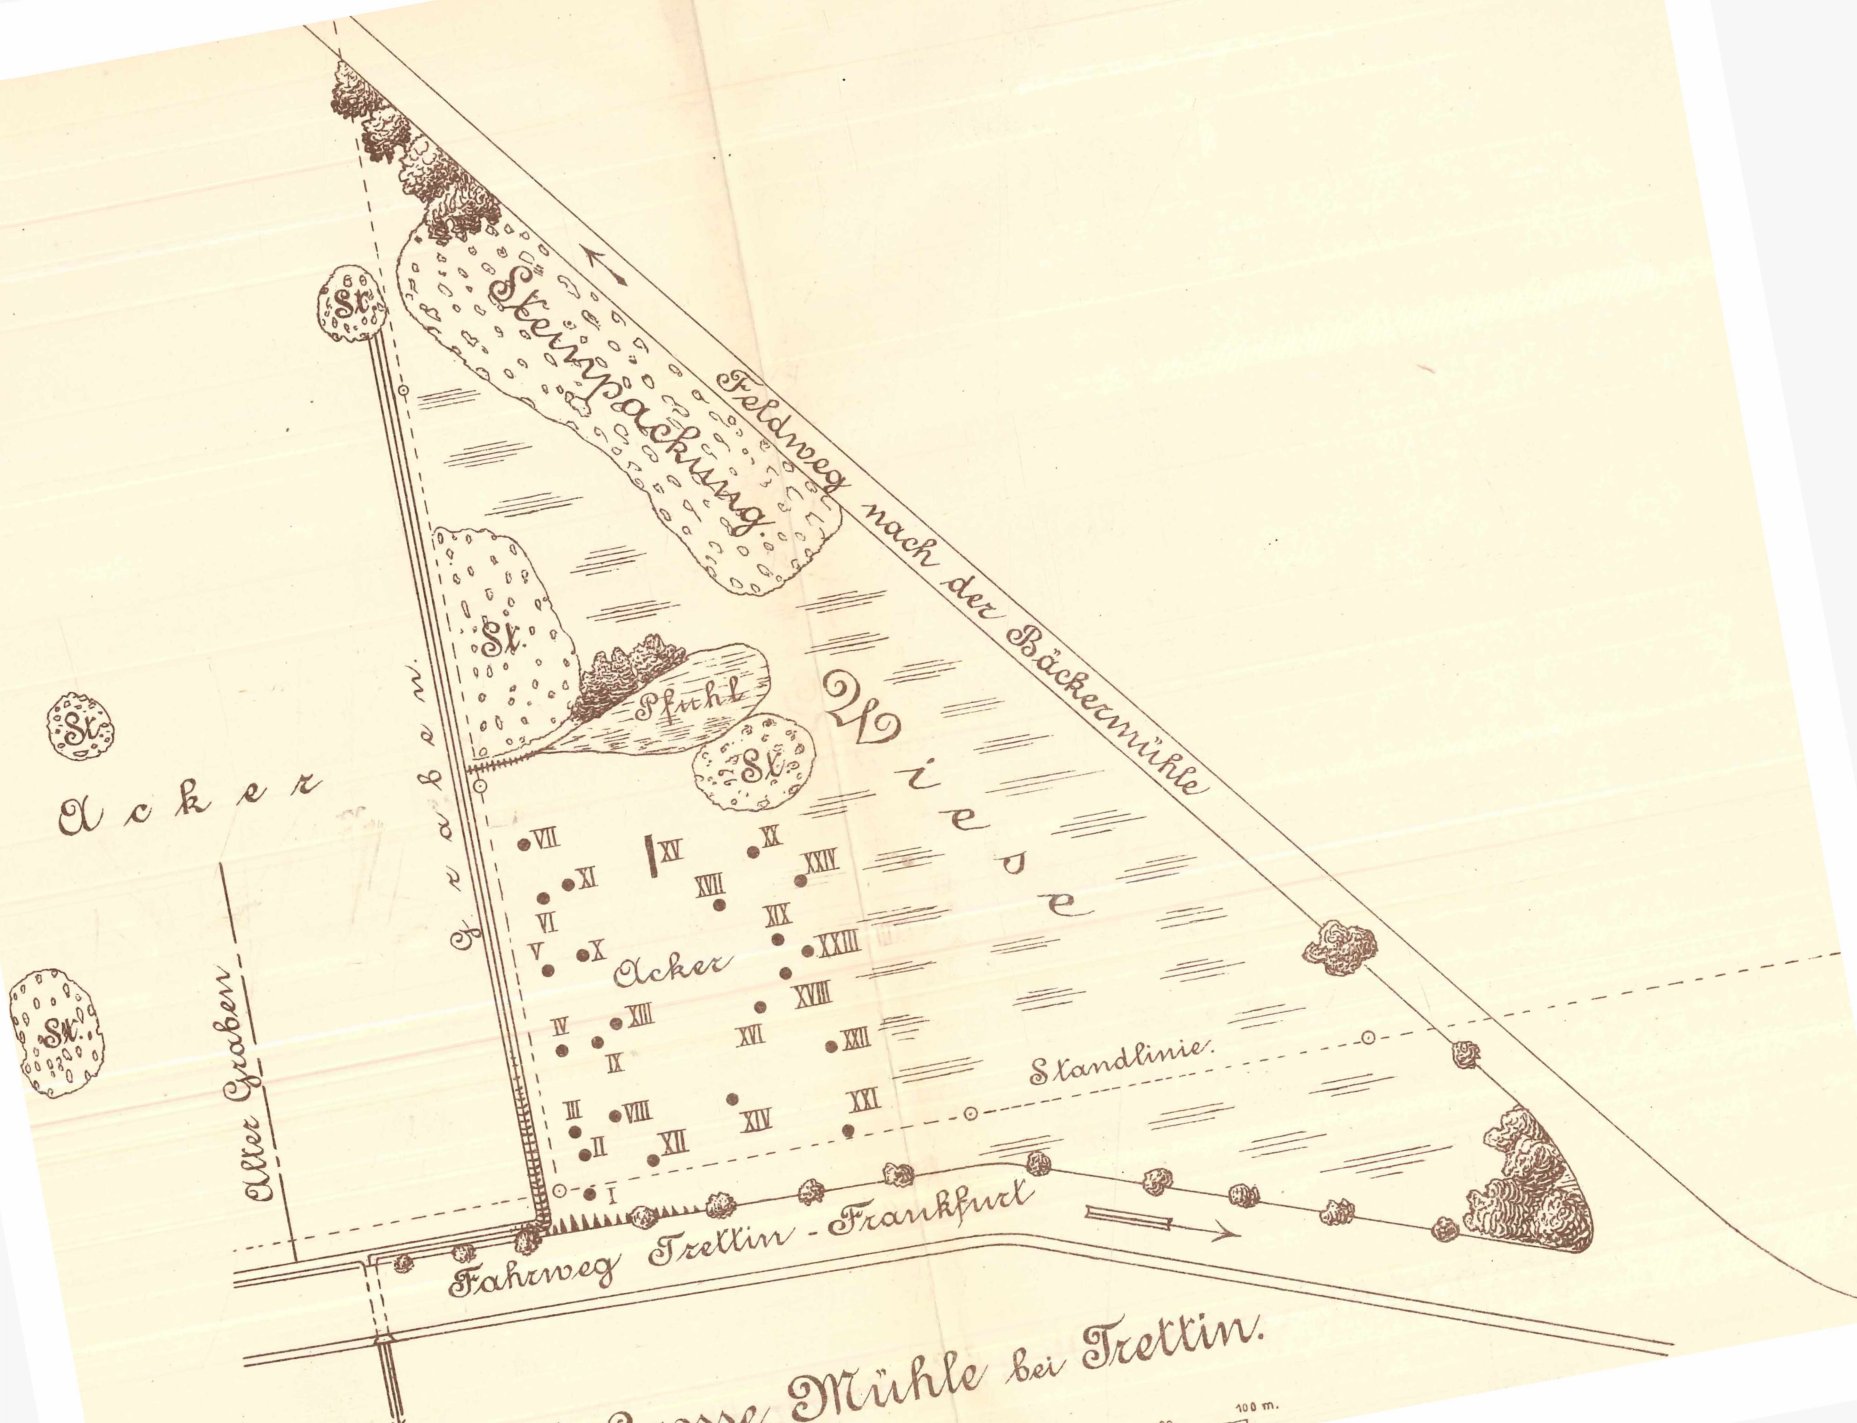 St.
Steinpackung.
Feldweg nach der Bäckermühle
St.
Pfuhl
St.
St.
Wiese
Acker
Graben.
VII
XV
XX
XI
XXIV
XVII
VI
XIX
V
X
Acker
XXIII
XVIII
IV
XIII
XVI
XXII
IX
St.
Alter Graben
Standlinie.
III
VIII
XIV
XXI
II
XII
I
Fahrweg Trettin - Frankfurt
Grosse Mühle bei Trettin.
100 m.